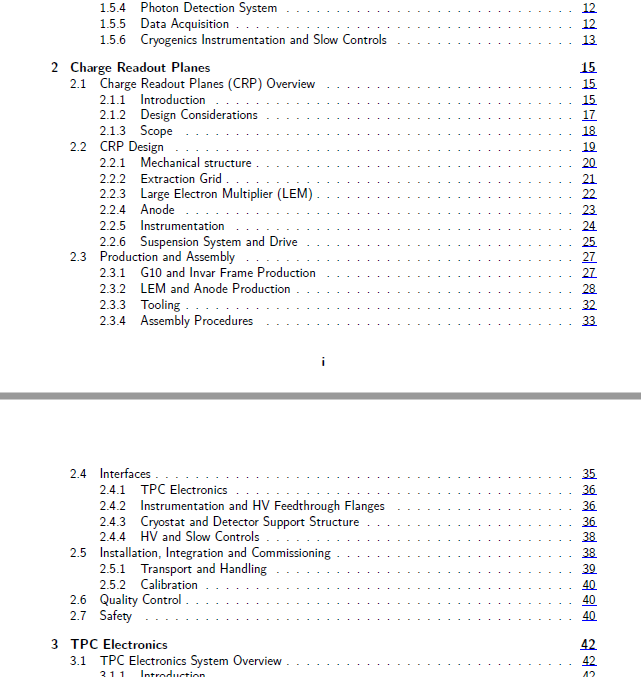 1.5.4 Photon Detection System . . . . . . . . . . . . . . . . . . . . . . . . . . . . . 12
1.5.5 Data Acquisition . . . . . . . . . . . . . . . . . . . . . . . . . . . . . . . . . . 12
1.5.6 Cryogenics Instrumentation and Slow Controls . . . . . . . . . . . . . . . . . . 13
2 Charge Readout Planes 15
2.1 Charge Readout Planes (CRP) Overview . . . . . . . . . . . . . . . . . . . . . . . . . 15
2.1.1 Introduction . . . . . . . . . . . . . . . . . . . . . . . . . . . . . . . . . . . . 15
2.1.2 Design Considerations . . . . . . . . . . . . . . . . . . . . . . . . . . . . . . . 17
2.1.3 Scope . . . . . . . . . . . . . . . . . . . . . . . . . . . . . . . . . . . . . . . 18
2.2 CRP Design . . . . . . . . . . . . . . . . . . . . . . . . . . . . . . . . . . . . . . . . 19
2.2.1 Mechanical structure . . . . . . . . . . . . . . . . . . . . . . . . . . . . . . . . 20
2.2.2 Extraction Grid . . . . . . . . . . . . . . . . . . . . . . . . . . . . . . . . . . . 21
2.2.3 Large Electron Multiplier (LEM) . . . . . . . . . . . . . . . . . . . . . . . . . . 22
2.2.4 Anode . . . . . . . . . . . . . . . . . . . . . . . . . . . . . . . . . . . . . . . 23
2.2.5 Instrumentation . . . . . . . . . . . . . . . . . . . . . . . . . . . . . . . . . . 24
2.2.6 Suspension System and Drive . . . . . . . . . . . . . . . . . . . . . . . . . . . 25
2.3 Production and Assembly . . . . . . . . . . . . . . . . . . . . . . . . . . . . . . . . . 27
2.3.1 G10 and Invar Frame Production . . . . . . . . . . . . . . . . . . . . . . . . . . 27
2.3.2 LEM and Anode Production . . . . . . . . . . . . . . . . . . . . . . . . . . . . 28
2.3.3 Tooling . . . . . . . . . . . . . . . . . . . . . . . . . . . . . . . . . . . . . . . 32
2.3.4 Assembly Procedures . . . . . . . . . . . . . . . . . . . . . . . . . . . . . . . 33
i
2.4 Interfaces . . . . . . . . . . . . . . . . . . . . . . . . . . . . . . . . . . . . . . . . . 35
2.4.1 TPC Electronics . . . . . . . . . . . . . . . . . . . . . . . . . . . . . . . . . . 36
2.4.2 Instrumentation and HV Feedthrough Flanges . . . . . . . . . . . . . . . . . . 36
2.4.3 Cryostat and Detector Support Structure . . . . . . . . . . . . . . . . . . . . . 36
2.4.4 HV and Slow Controls . . . . . . . . . . . . . . . . . . . . . . . . . . . . . . . 38
2.5 Installation, Integration and Commissioning . . . . . . . . . . . . . . . . . . . . . . . . 38
2.5.1 Transport and Handling . . . . . . . . . . . . . . . . . . . . . . . . . . . . . . 39
2.5.2 Calibration . . . . . . . . . . . . . . . . . . . . . . . . . . . . . . . . . . . . . 40
2.6 Quality Control . . . . . . . . . . . . . . . . . . . . . . . . . . . . . . . . . . . . . . . 40
2.7 Safety . . . . . . . . . . . . . . . . . . . . . . . . . . . . . . . . . . . . . . . . . . . 40
3 TPC Electronics 42
3.1 TPC Electronics System Overview . . . . . . . . . . . . . . . . . . . . . . . . . . . . . 42
3.1.1 Introduction . . . . . . . . . . . . . . . . . . . . . . . . . . . . . . . . . . . . 42